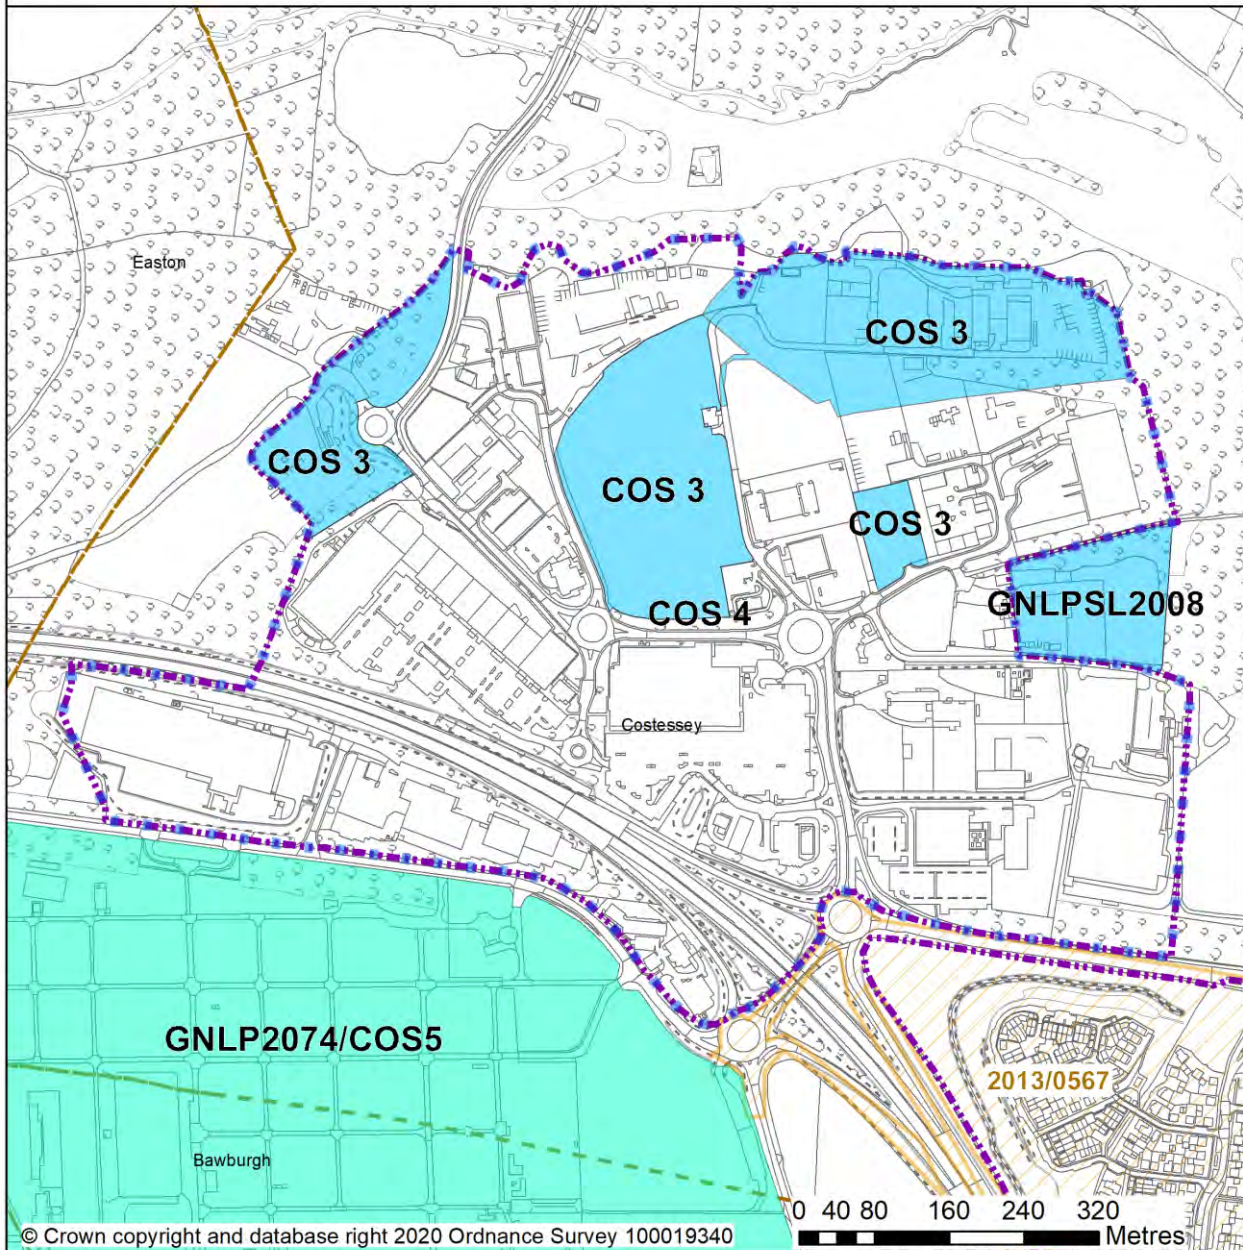 Easton
COS 3
COS 3
COS 3
COS 3
GNLPSL2008
COS 4
Costessey
GNLP2074/COS5
2013/0567
Bawburgh
0 40 80 160 240 320
Metres
© Crown copyright and database right 2020 Ordnance Survey 100019340